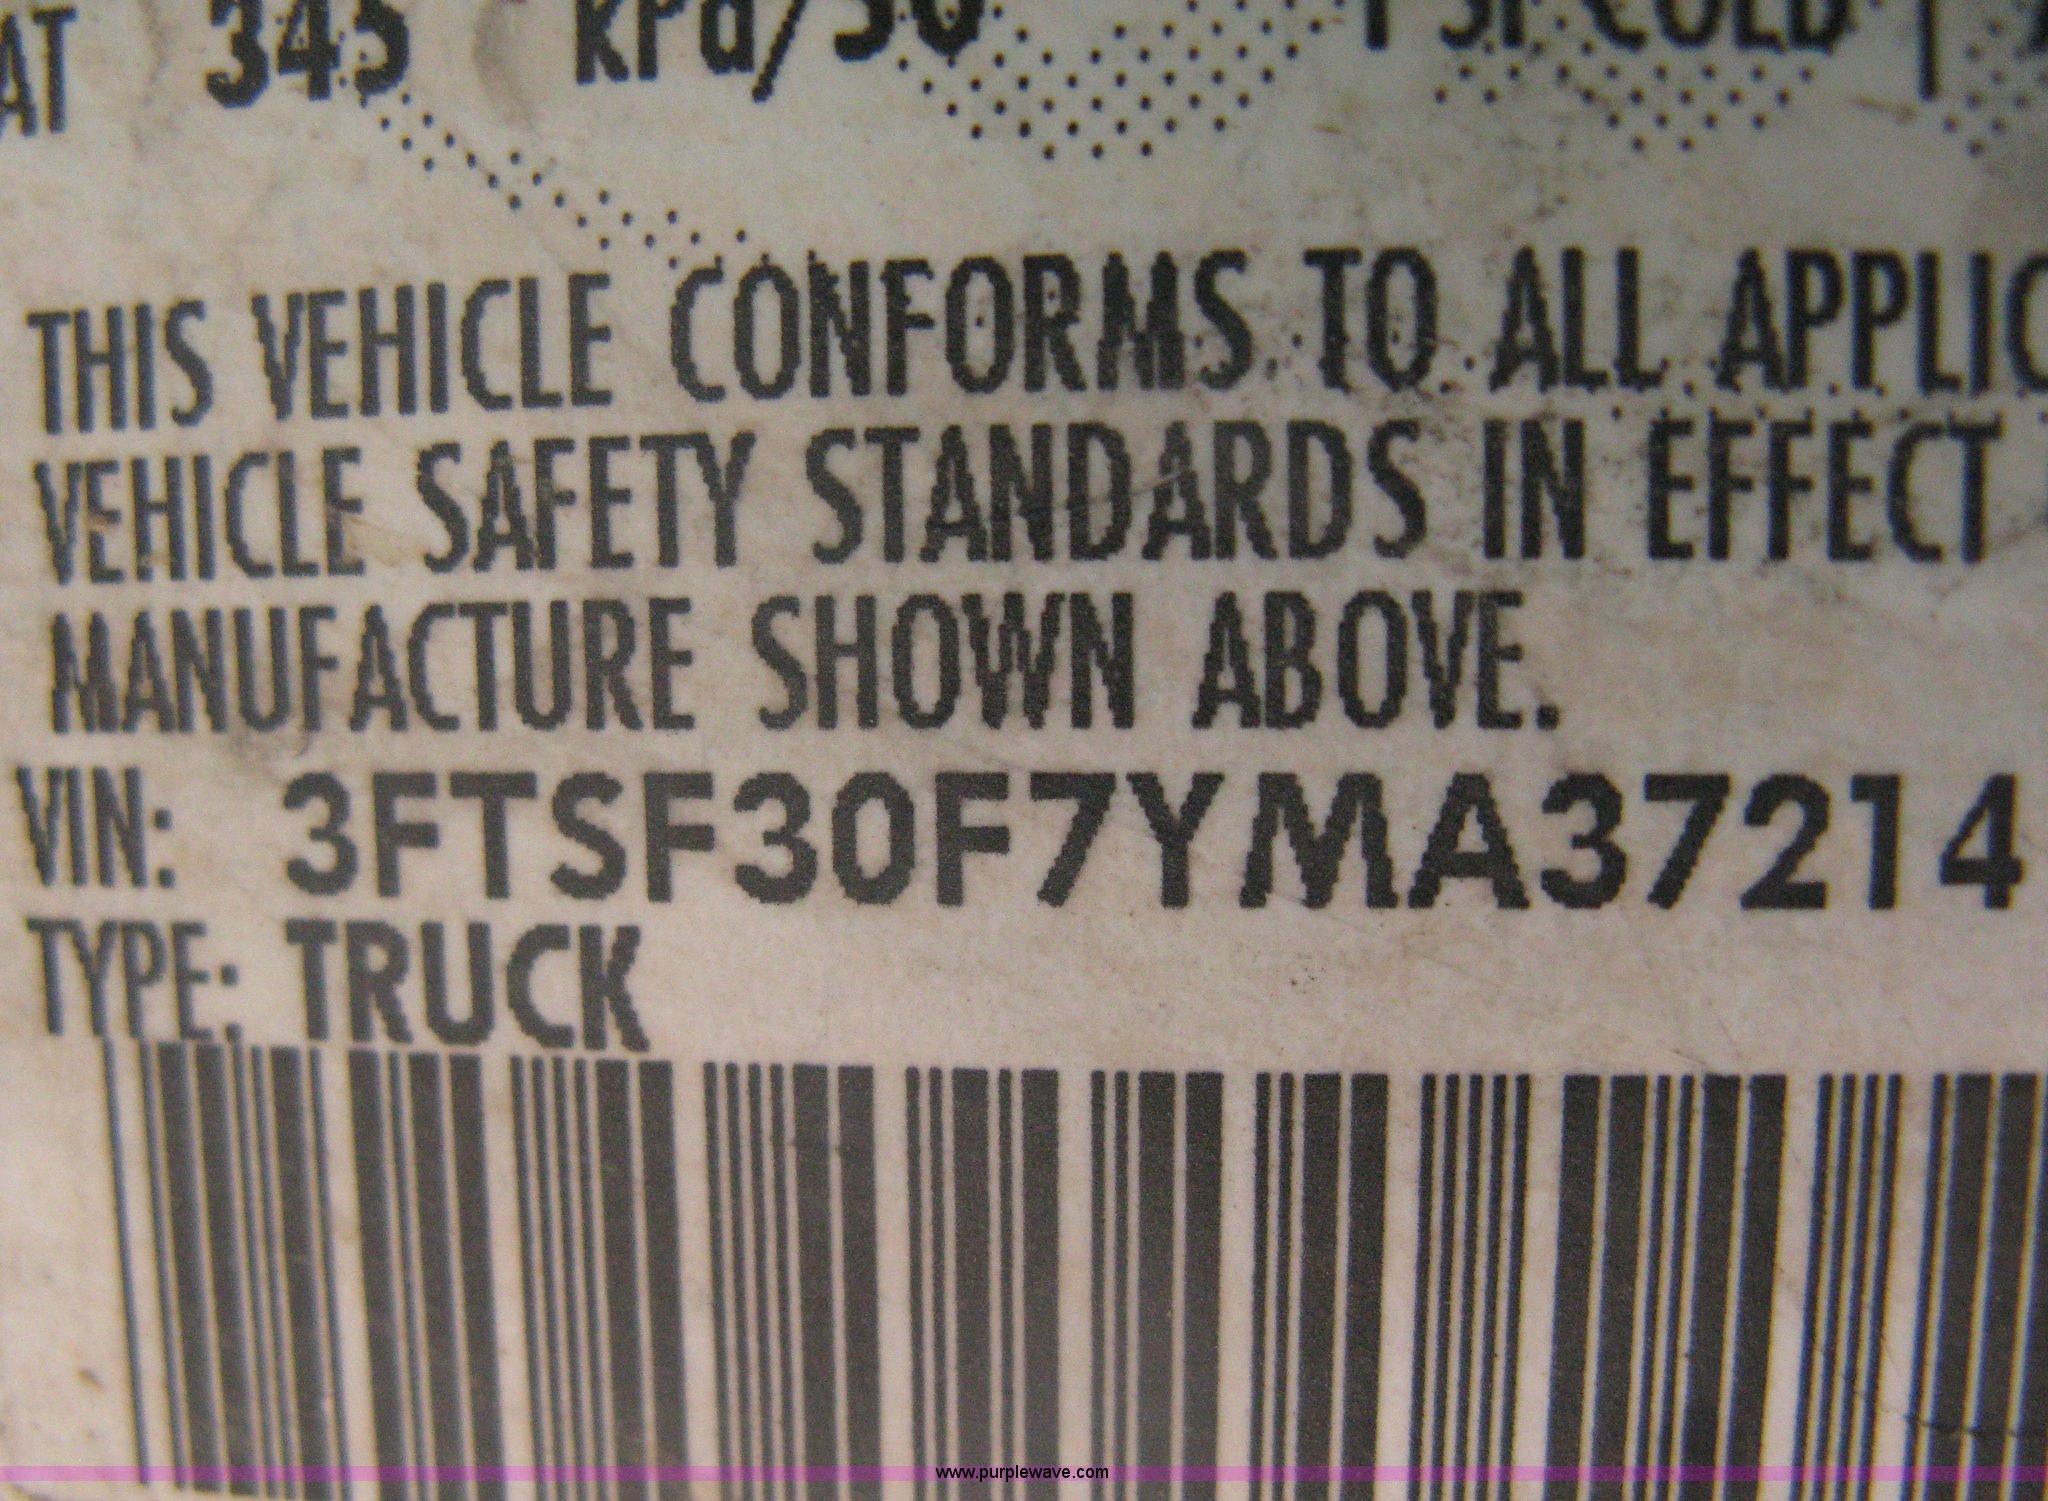 AT 345 kPa/50 PSI COLD
THIS VEHICLE CONFORMS TO ALL APPLIC
VEHICLE SAFETY STANDARDS IN EFFECT
MANUFACTURE SHOWN ABOVE.
VIN: 3FTSF30F7YMA37214
TYPE: TRUCK
www.purplewave.com